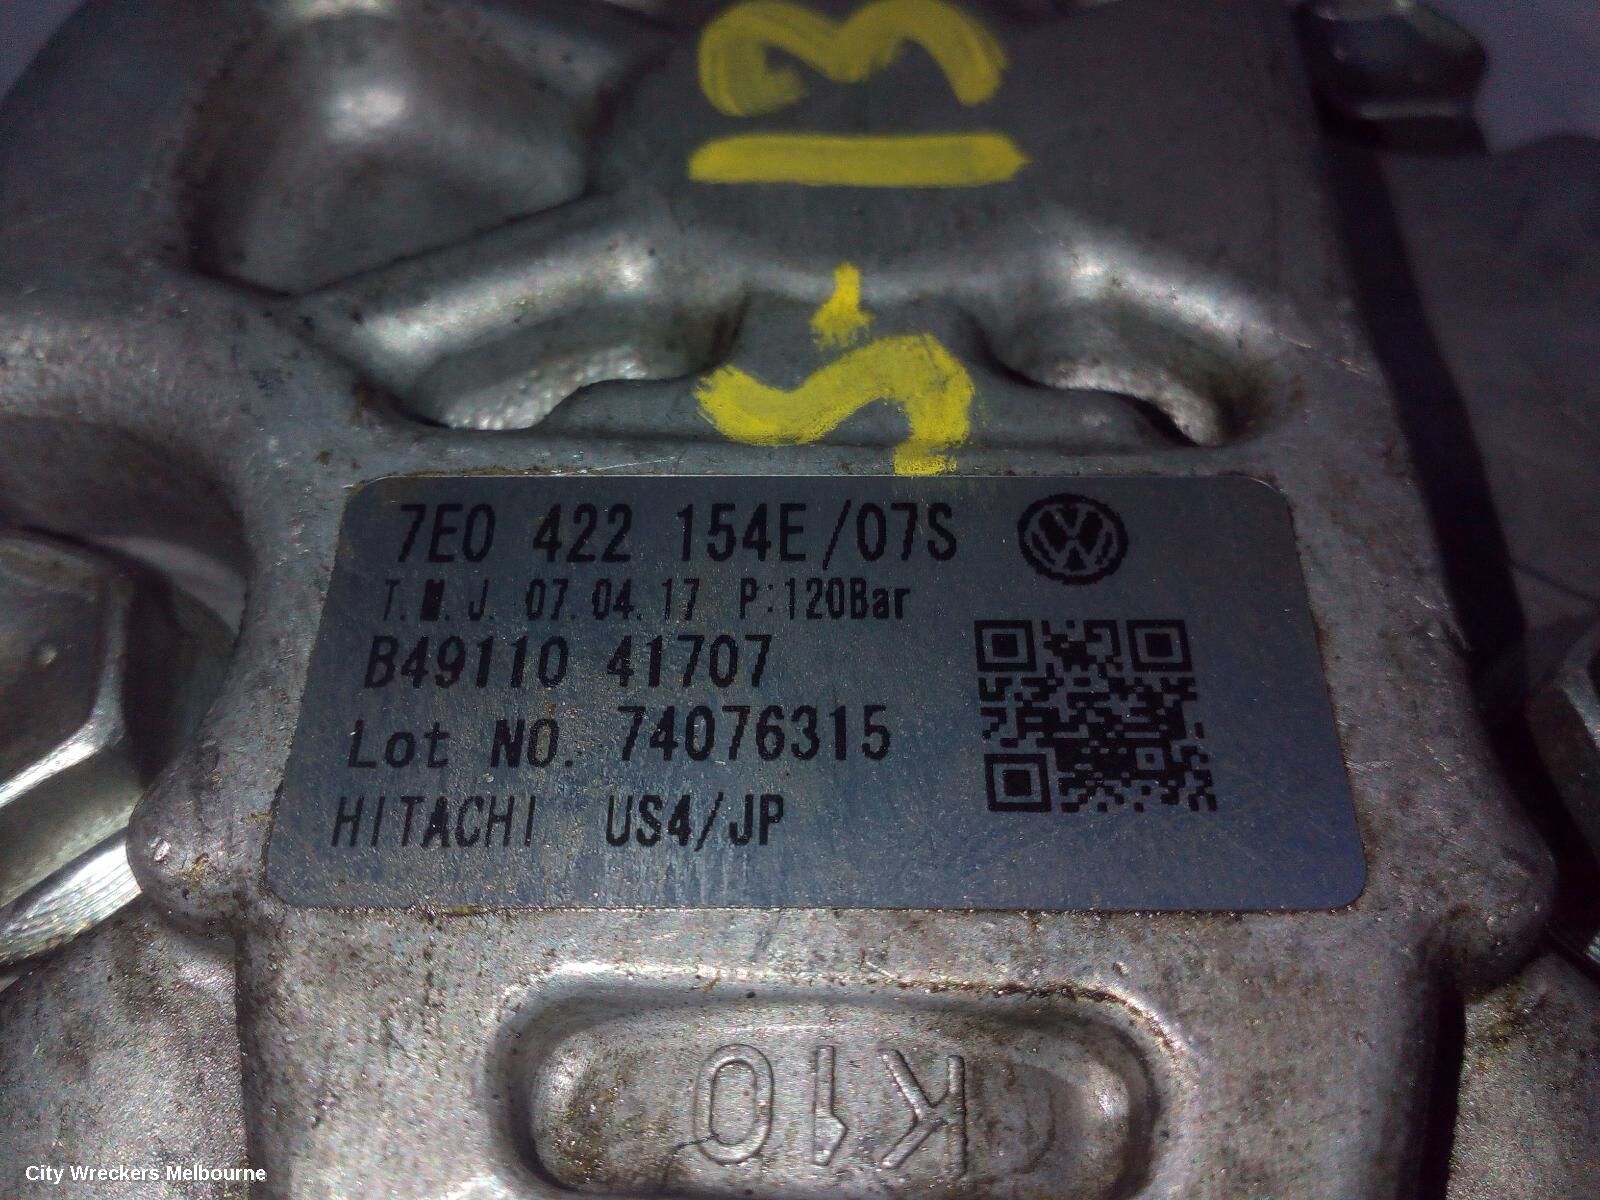 7E0 422 154E/07S
T.M.J. 07.04.17 P:120Bar
B49110 41707
Lot NO. 74076315
HITACHI US4/JP
K10
City Wreckers Melbourne